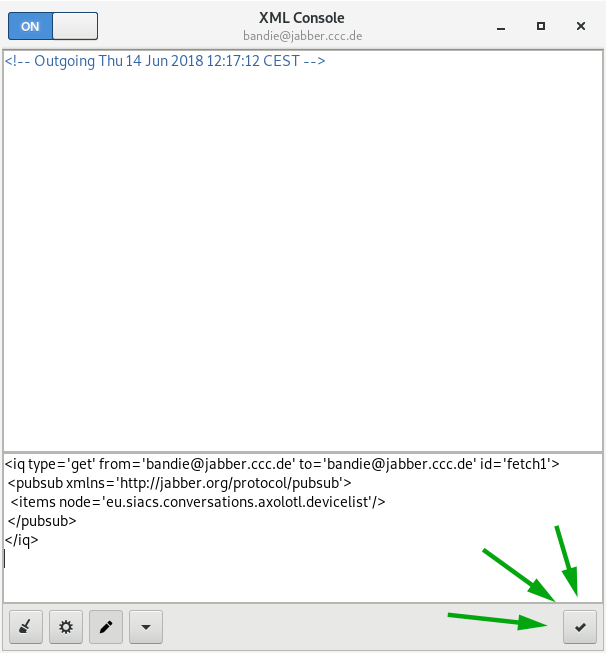 ON
XML Console
bandie@jabber.ccc.de
<!-- Outgoing Thu 14 Jun 2018 12:17:12 CEST -->
<iq type='get' from='bandie@jabber.ccc.de' to='bandie@jabber.ccc.de' id='fetch1'>
<pubsub xmlns='http://jabber.org/protocol/pubsub'>
<items node='eu.siacs.conversations.axolotl.devicelist'/>
</pubsub>
</iq>